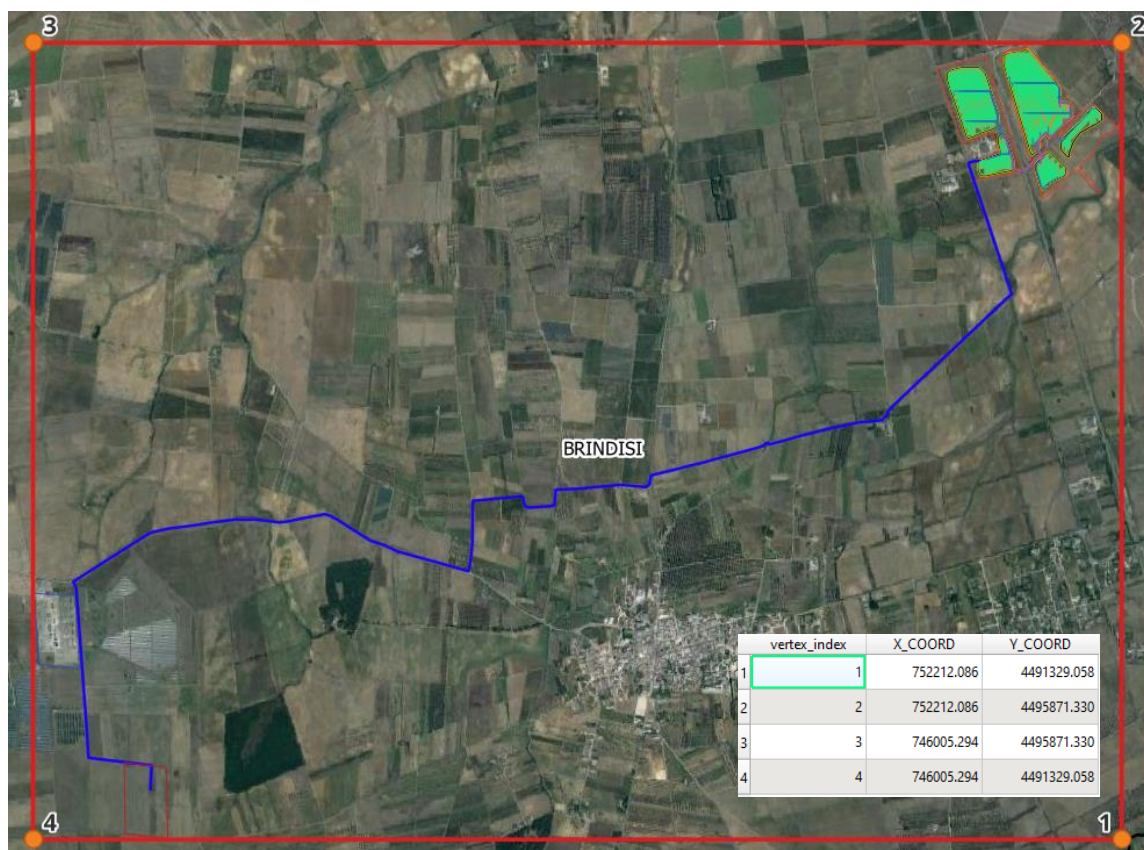 3
2
BRINDISI
vertex_index X_COORD Y_COORD
1 1 752212.086 4491329.058
2 2 752212.086 4495871.330
3 3 746005.294 4495871.330
4 4 746005.294 4491329.058
4
1